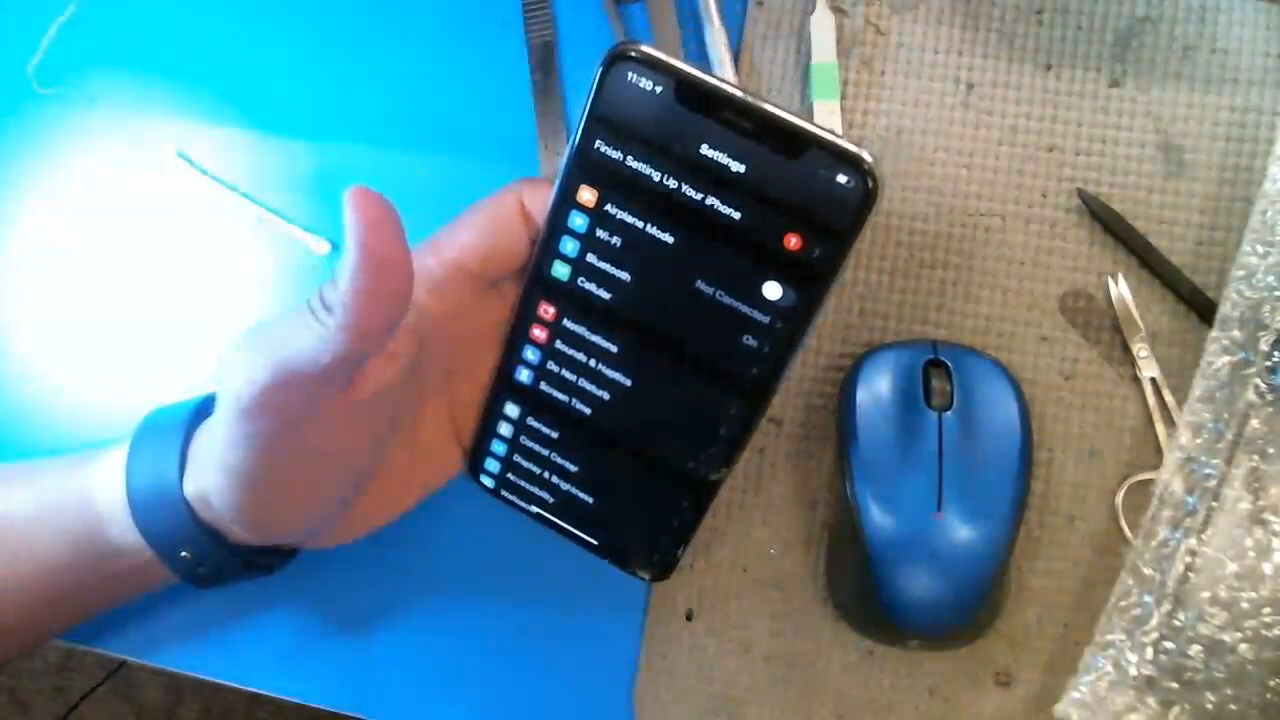 11:20
Settings
Finish Setting Up Your iPhone
Airplane Mode
Wi-Fi
Not Connected
Bluetooth
On
Cellular
Notifications
Sounds & Haptics
Do Not Disturb
Screen Time
General
Control Center
Display & Brightness
Accessibility
Wallpaper